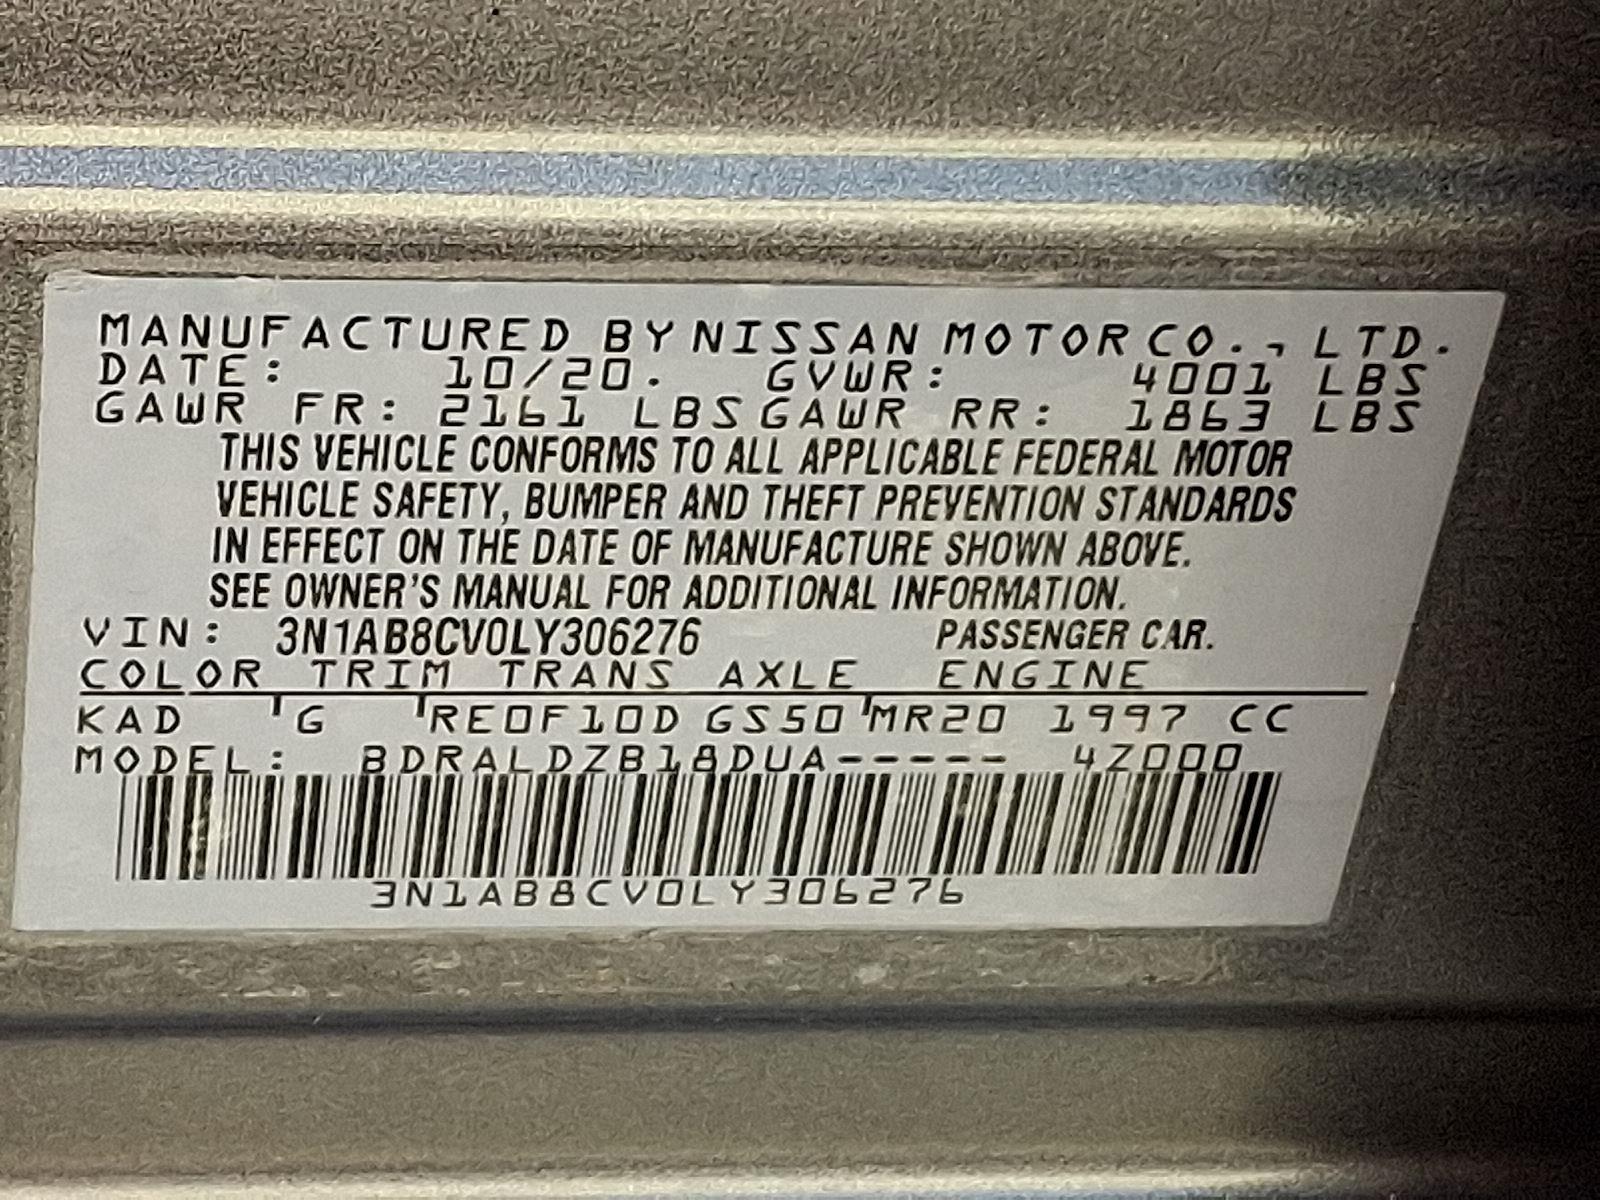 MANUFACTURED BY NISSAN MOTOR CO., LTD.
DATE: 10/20. GVWR: 4001 LBS
GAWR FR: 2161 LBS GAWR RR: 1863 LBS
THIS VEHICLE CONFORMS TO ALL APPLICABLE FEDERAL MOTOR
VEHICLE SAFETY, BUMPER AND THEFT PREVENTION STANDARDS
IN EFFECT ON THE DATE OF MANUFACTURE SHOWN ABOVE.
SEE OWNER'S MANUAL FOR ADDITIONAL INFORMATION.
VIN: 3N1AB8CV0LY306276 PASSENGER CAR.
COLOR TRIM TRANS AXLE ENGINE
KAD G RE0F10D GS50 MR20 1997 CC
MODEL: BDRALDZB18DUA----- 4Z000
3N1AB8CV0LY306276